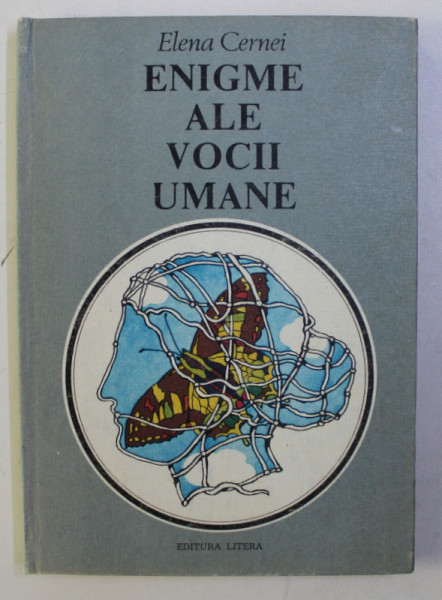 Elena Cernei
ENIGME
ALE
VOCII
UMANE
EDITURA LITERA